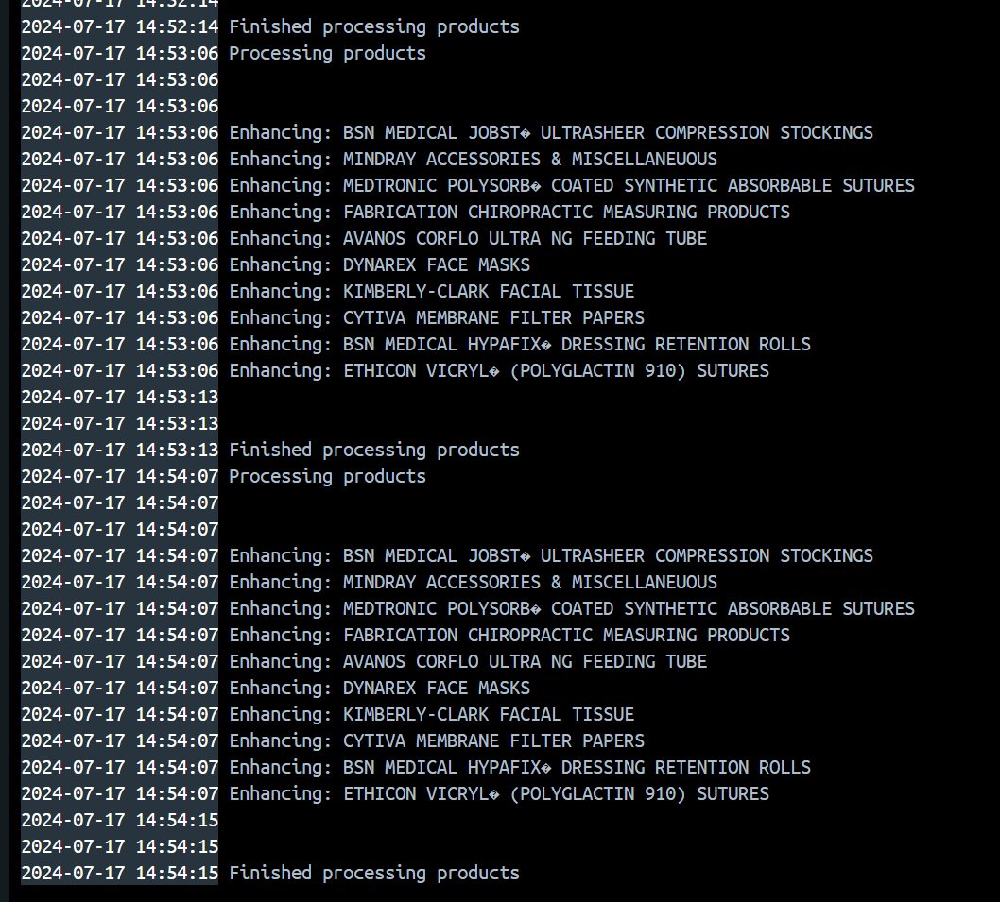 2024-07-17 14:52:14
2024-07-17 14:52:14 Finished processing products
2024-07-17 14:53:06 Processing products
2024-07-17 14:53:06
2024-07-17 14:53:06
2024-07-17 14:53:06 Enhancing: BSN MEDICAL JOBST� ULTRASHEER COMPRESSION STOCKINGS
2024-07-17 14:53:06 Enhancing: MINDRAY ACCESSORIES & MISCELLANEUOUS
2024-07-17 14:53:06 Enhancing: MEDTRONIC POLYSORB� COATED SYNTHETIC ABSORBABLE SUTURES
2024-07-17 14:53:06 Enhancing: FABRICATION CHIROPRACTIC MEASURING PRODUCTS
2024-07-17 14:53:06 Enhancing: AVANOS CORFLO ULTRA NG FEEDING TUBE
2024-07-17 14:53:06 Enhancing: DYNAREX FACE MASKS
2024-07-17 14:53:06 Enhancing: KIMBERLY-CLARK FACIAL TISSUE
2024-07-17 14:53:06 Enhancing: CYTIVA MEMBRANE FILTER PAPERS
2024-07-17 14:53:06 Enhancing: BSN MEDICAL HYPAFIX� DRESSING RETENTION ROLLS
2024-07-17 14:53:06 Enhancing: ETHICON VICRYL� (POLYGLACTIN 910) SUTURES
2024-07-17 14:53:13
2024-07-17 14:53:13
2024-07-17 14:53:13 Finished processing products
2024-07-17 14:54:07 Processing products
2024-07-17 14:54:07
2024-07-17 14:54:07
2024-07-17 14:54:07 Enhancing: BSN MEDICAL JOBST� ULTRASHEER COMPRESSION STOCKINGS
2024-07-17 14:54:07 Enhancing: MINDRAY ACCESSORIES & MISCELLANEUOUS
2024-07-17 14:54:07 Enhancing: MEDTRONIC POLYSORB� COATED SYNTHETIC ABSORBABLE SUTURES
2024-07-17 14:54:07 Enhancing: FABRICATION CHIROPRACTIC MEASURING PRODUCTS
2024-07-17 14:54:07 Enhancing: AVANOS CORFLO ULTRA NG FEEDING TUBE
2024-07-17 14:54:07 Enhancing: DYNAREX FACE MASKS
2024-07-17 14:54:07 Enhancing: KIMBERLY-CLARK FACIAL TISSUE
2024-07-17 14:54:07 Enhancing: CYTIVA MEMBRANE FILTER PAPERS
2024-07-17 14:54:07 Enhancing: BSN MEDICAL HYPAFIX� DRESSING RETENTION ROLLS
2024-07-17 14:54:07 Enhancing: ETHICON VICRYL� (POLYGLACTIN 910) SUTURES
2024-07-17 14:54:15
2024-07-17 14:54:15
2024-07-17 14:54:15 Finished processing products